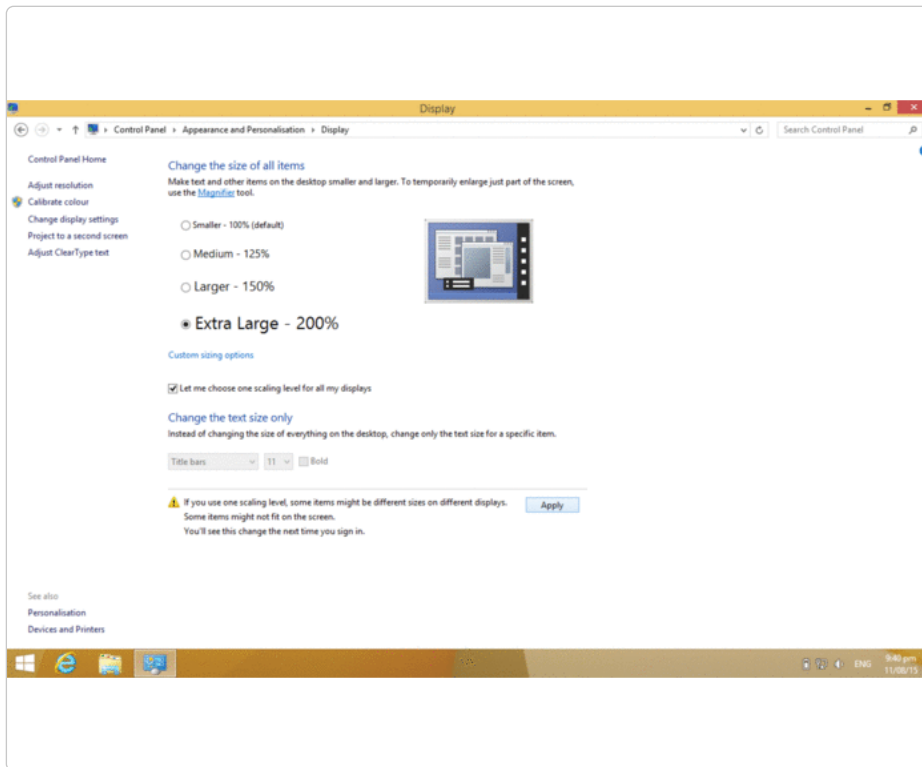 Display
Control Panel Appearance and Personalisation Display
Search Control Panel
Control Panel Home
Adjust resolution
Calibrate colour
Change display settings
Project to a second screen
Adjust ClearType text
Change the size of all items
Make text and other items on the desktop smaller and larger. To temporarily enlarge just part of the screen,
use the Magnifier tool.
Smaller - 100% (default)
Medium - 125%
Larger - 150%
Extra Large - 200%
Custom sizing options
Let me choose one scaling level for all my displays
Change the text size only
Instead of changing the size of everything on the desktop, change only the text size for a specific item.
Title bars 11 Bold
If you use one scaling level, some items might be different sizes on different displays.
Some items might not fit on the screen.
You'll see this change the next time you sign in.
Apply
See also
Personalisation
Devices and Printers
ENG
9:40 pm
11/08/15